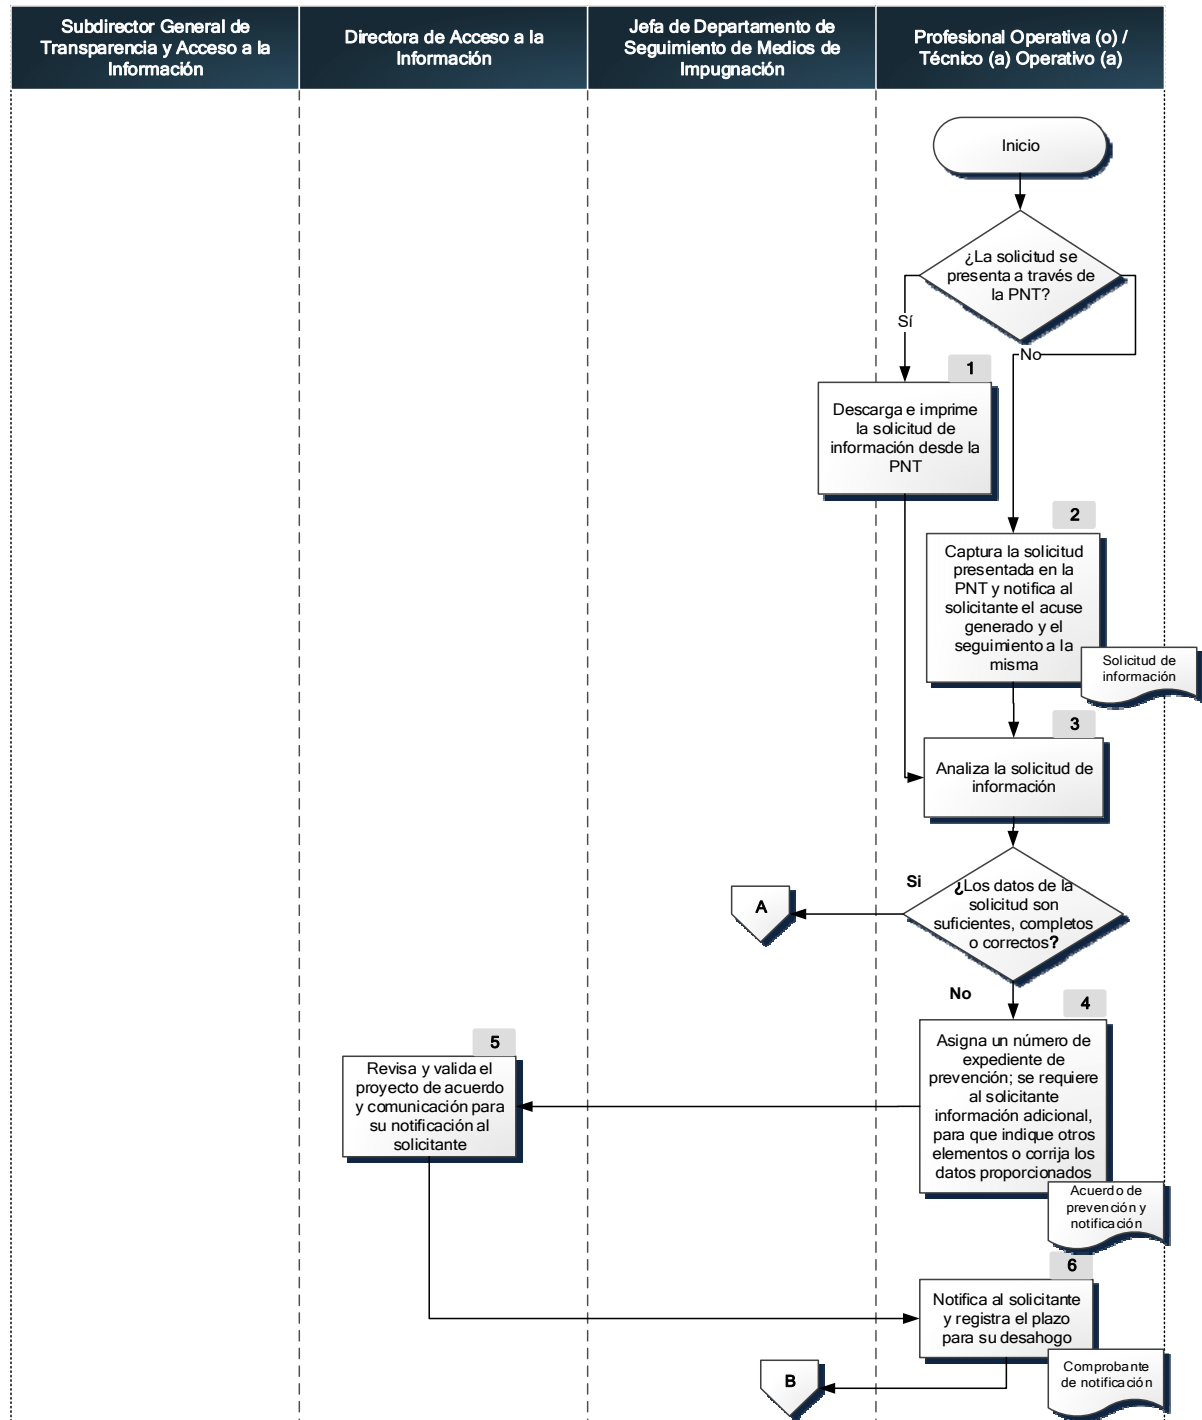 Subdirector General de
Transparencia y Acceso a la
Información
Directora de Acceso a la
Información
Jefa de Departamento de
Seguimiento de Medios de
Impugnación
Profesional Operativa (o) /
Técnico (a) Operativo (a)
Inicio
¿La solicitud se
presenta a través de
la PNT?
Sí
No
1
Descarga e imprime
la solicitud de
información desde la
PNT
2
Captura la solicitud
presentada en la
PNT y notifica al
solicitante el acuse
generado y el
seguimiento a la
misma
Solicitud de
información
3
Analiza la solicitud de
información
Si
¿Los datos de la
solicitud son
suficientes, completos
o correctos?
A
No
4
Asigna un número de
expediente de
prevención; se requiere
al solicitante
información adicional,
para que indique otros
elementos o corrija los
datos proporcionados
Acuerdo de
prevención y
notificación
5
Revisa y valida el
proyecto de acuerdo
y comunicación para
su notificación al
solicitante
6
Notifica al solicitante
y registra el plazo
para su desahogo
Comprobante
de notificación
B